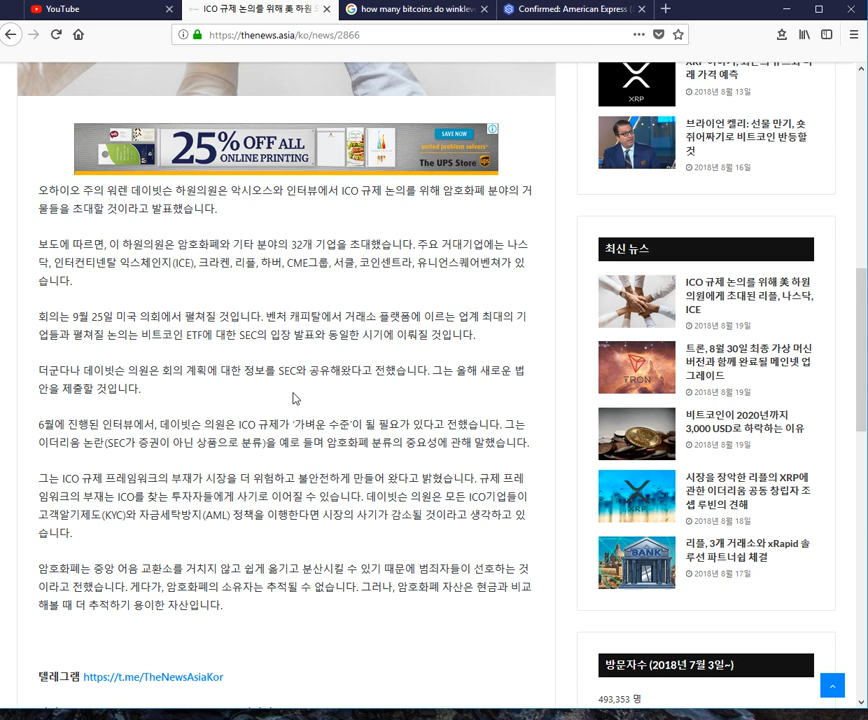 YouTube
ICO 규제 논의를 위해 美 하원 의
how many bitcoins do winklev
Confirmed: American Express (
https://thenews.asia/ko/news/2866
25% OFF ALL
ONLINE PRINTING
SAVE NOW
united problem solvers
The UPS Store
오하이오 주의 워렌 데이빗슨 하원의원은 악시오스와 인터뷰에서 ICO 규제 논의를 위해 암호화폐 분야의 거
물들을 초대할 것이라고 발표했습니다.
보도에 따르면, 이 하원의원은 암호화폐와 기타 분야의 32개 기업을 초대했습니다. 주요 거대기업에는 나스
닥, 인터컨티넨탈 익스체인지(ICE), 크라켄, 리플, 하버, CME그룹, 서클, 코인센트라, 유니언스퀘어벤쳐가 있
습니다.
회의는 9월 25일 미국 의회에서 펼쳐질 것입니다. 벤처 캐피탈에서 거래소 플랫폼에 이르는 업계 최대의 기
업들과 펼쳐질 논의는 비트코인 ETF에 대한 SEC의 입장 발표와 동일한 시기에 이뤄질 것입니다.
더군다나 데이빗슨 의원은 회의 계획에 대한 정보를 SEC와 공유해왔다고 전했습니다. 그는 올해 새로운 법
안을 제출할 것입니다.
6월에 진행된 인터뷰에서, 데이빗슨 의원은 ICO 규제가 '가벼운 수준'이 될 필요가 있다고 전했습니다. 그는
이더리움 논란(SEC가 증권이 아닌 상품으로 분류)을 예로 들며 암호화폐 분류의 중요성에 관해 말했습니다.
그는 ICO 규제 프레임워크의 부재가 시장을 더 위험하고 불안전하게 만들어 왔다고 밝혔습니다. 규제 프레
임워크의 부재는 ICO를 찾는 투자자들에게 사기로 이어질 수 있습니다. 데이빗슨 의원은 모든 ICO기업들이
고객알기제도(KYC)와 자금세탁방지(AML) 정책을 이행한다면 시장의 사기가 감소될 것이라고 생각하고 있
습니다.
암호화폐는 중앙 어음 교환소를 거치지 않고 쉽게 옮기고 분산시킬 수 있기 때문에 범죄자들이 선호하는 것
이라고 전했습니다. 게다가, 암호화폐의 소유자는 추적될 수 없습니다. 그러나, 암호화폐 자산은 현금과 비교
해볼 때 더 추적하기 용이한 자산입니다.
텔레그램 https://t.me/TheNewsAsiaKor
XRP
래 가격 예측
2018년 8월 13일
브라이언 켈리: 선물 만기, 숏
쥐어짜기로 비트코인 반등할
것
2018년 8월 16일
최신 뉴스
ICO 규제 논의를 위해 美 하원
의원에게 초대된 리플, 나스닥,
ICE
2018년 8월 19일
트론, 8월 30일 최종 가상 머신
버전과 함께 완료될 메인넷 업
그레이드
2018년 8월 19일
TRON
비트코인이 2020년까지
3,000 USD로 하락하는 이유
2018년 8월 19일
시장을 장악한 리플의 XRP에
관한 이더리움 공동 창립자 조
셉 루빈의 견해
2018년 8월 18일
XRP
리플, 3개 거래소와 xRapid 솔
루션 파트너쉽 체결
2018년 8월 17일
BANK
방문자수 (2018년 7월 3일~)
493,353 명